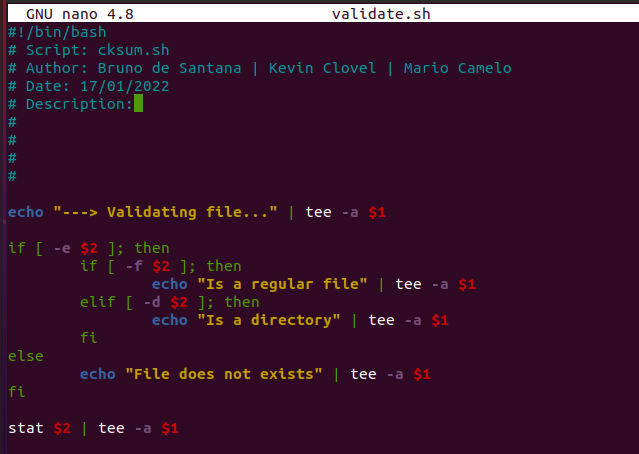 GNU nano 4.8 validate.sh
#!/bin/bash
# Script: cksum.sh
# Author: Bruno de Santana | Kevin Clovel | Mario Camelo
# Date: 17/01/2022
# Description:
#
#
#
#
echo "---> Validating file..." | tee -a $1
if [ -e $2 ]; then
if [ -f $2 ]; then
echo "Is a regular file" | tee -a $1
elif [ -d $2 ]; then
echo "Is a directory" | tee -a $1
fi
else
echo "File does not exists" | tee -a $1
fi
stat $2 | tee -a $1